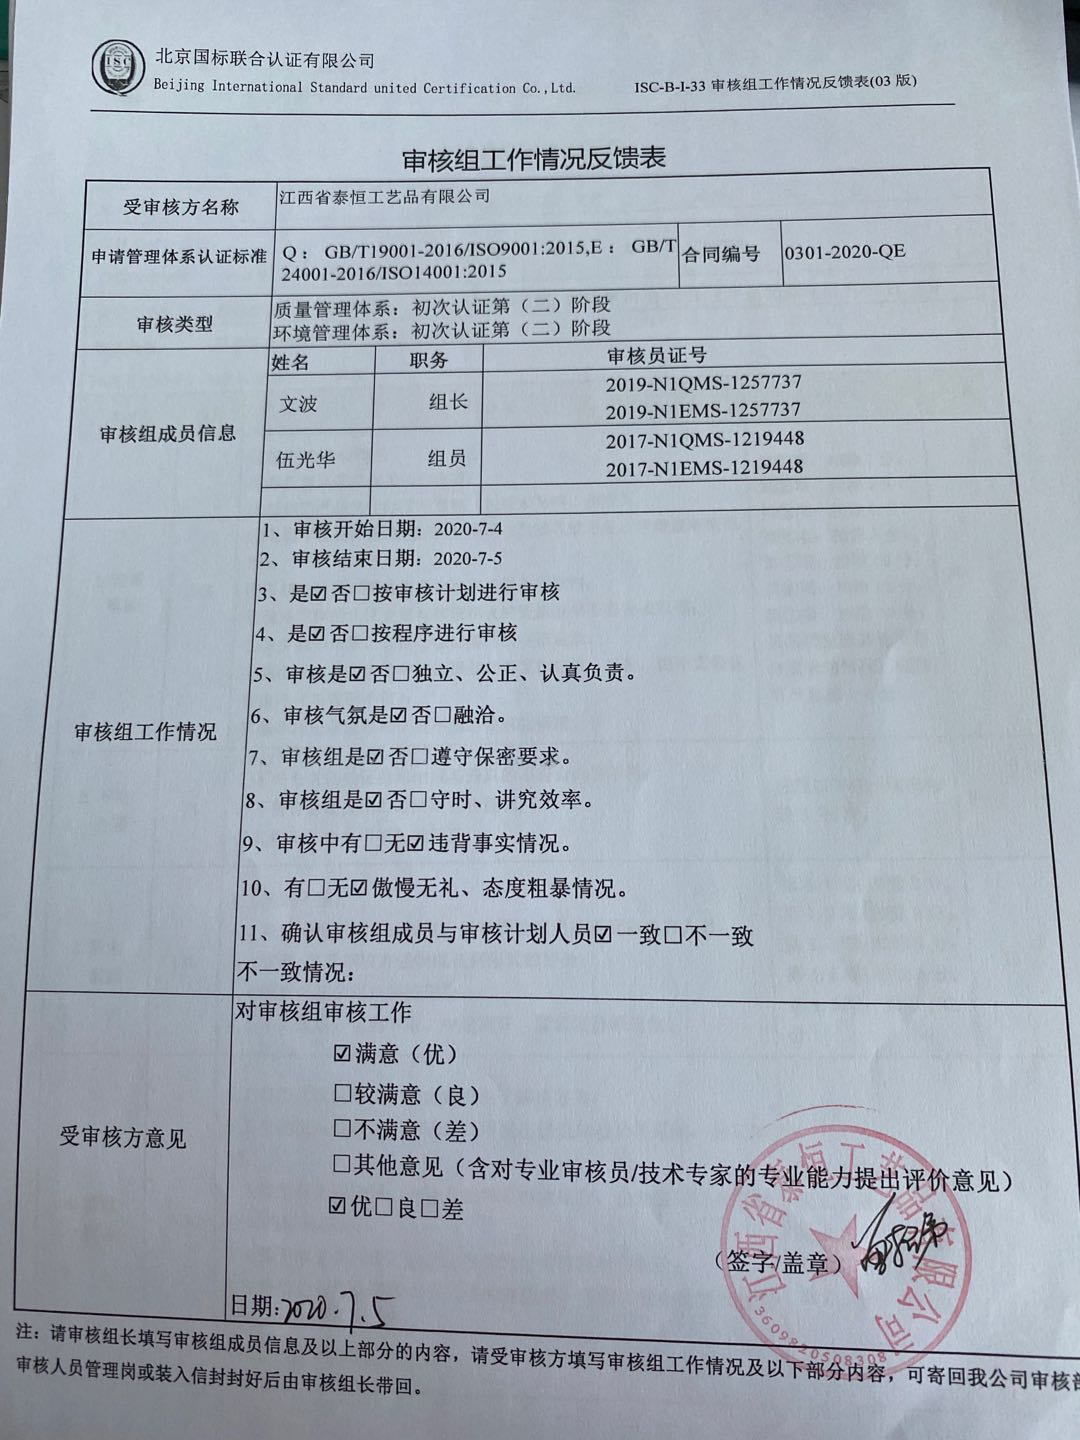 北京国标联合认证有限公司
Beijing International Standard united Certification Co.,Ltd.
ISC-B-I-33 审核组工作情况反馈表(03 版)
ISC
审核组工作情况反馈表
受审核方名称
江西省泰恒工艺品有限公司
申请管理体系认证标准
Q： GB/T19001-2016/ISO9001:2015,E： GB/T
24001-2016/ISO14001:2015
合同编号
0301-2020-QE
审核类型
质量管理体系：初次认证第（二）阶段
环境管理体系：初次认证第（二）阶段
审核组成员信息
姓名 职务 审核员证号
文波 组长 2019-N1QMS-1257737
2019-N1EMS-1257737
伍光华 组员 2017-N1QMS-1219448
2017-N1EMS-1219448
审核组工作情况
1、审核开始日期：2020-7-4
2、审核结束日期：2020-7-5
3、是☑否□按审核计划进行审核
4、是☑否□按程序进行审核
5、审核是☑否□独立、公正、认真负责。
6、审核气氛是☑否□融洽。
7、审核组是☑否□遵守保密要求。
8、审核组是☑否□守时、讲究效率。
9、审核中有□无☑违背事实情况。
10、有□无☑傲慢无礼、态度粗暴情况。
11、确认审核组成员与审核计划人员☑一致□不一致
不一致情况：
受审核方意见
对审核组审核工作
☑满意（优）
□较满意（良）
□不满意（差）
□其他意见（含对专业审核员/技术专家的专业能力提出评价意见）
☑优□良□差
（签字/盖章）
江西省泰恒工艺品有限公司
日期:2020.7.5
注：请审核组长填写审核组成员信息及以上部分的内容，请受审核方填写审核组工作情况及以下部分内容，可寄回我公司审核部
审核人员管理岗或装入信封封好后由审核组长带回。